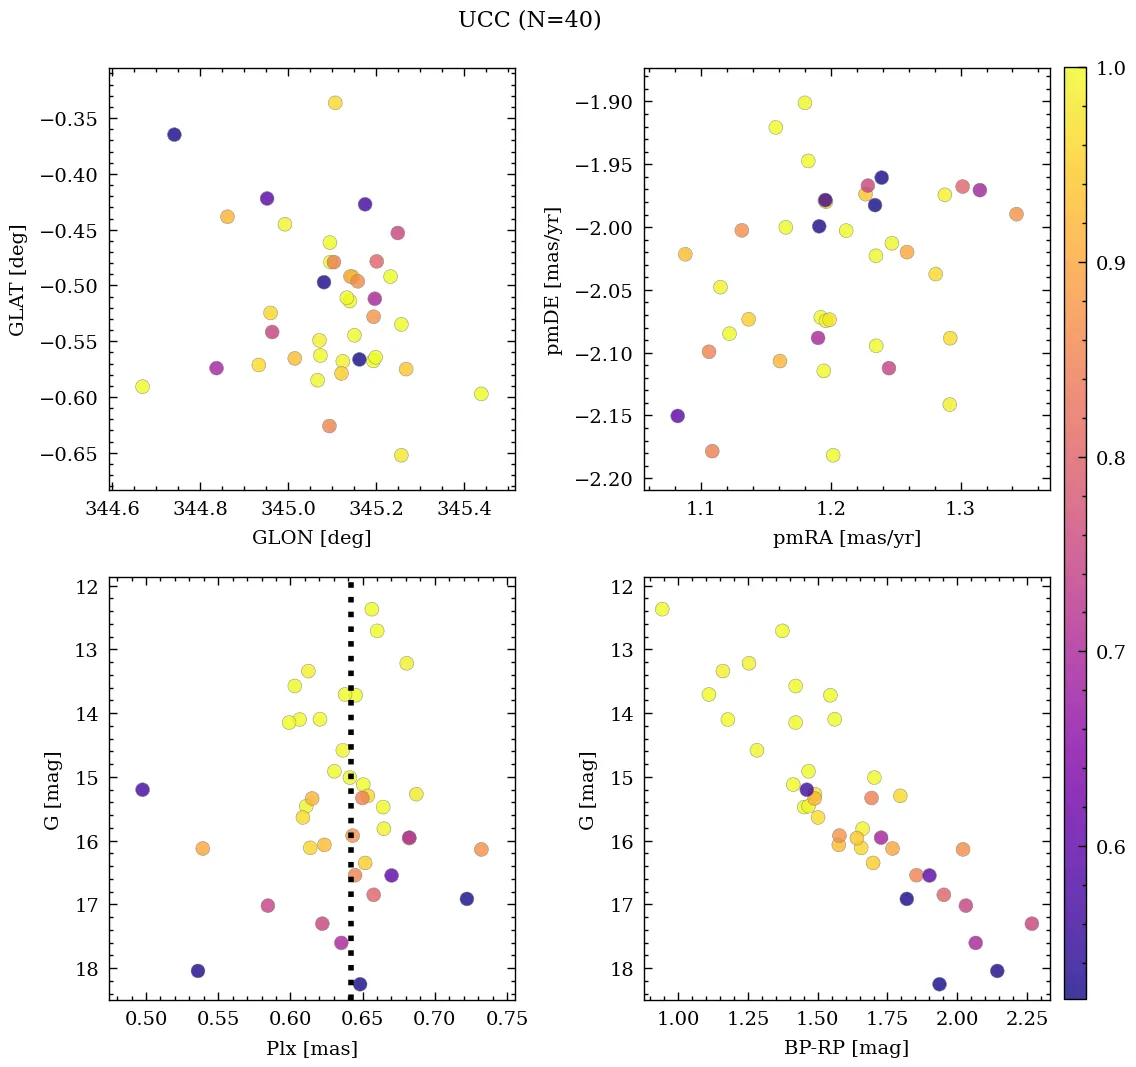 UCC (N=40)
−0.35
−0.40
−0.45
−0.50
−0.55
−0.60
−0.65
GLAT [deg]
344.6 344.8 345.0 345.2 345.4
GLON [deg]
−1.90
−1.95
−2.00
−2.05
−2.10
−2.15
−2.20
pmDE [mas/yr]
1.1 1.2 1.3
pmRA [mas/yr]
12
13
14
15
16
17
18
G [mag]
0.50 0.55 0.60 0.65 0.70 0.75
Plx [mas]
12
13
14
15
16
17
18
G [mag]
1.00 1.25 1.50 1.75 2.00 2.25
BP-RP [mag]
1.0
0.9
0.8
0.7
0.6